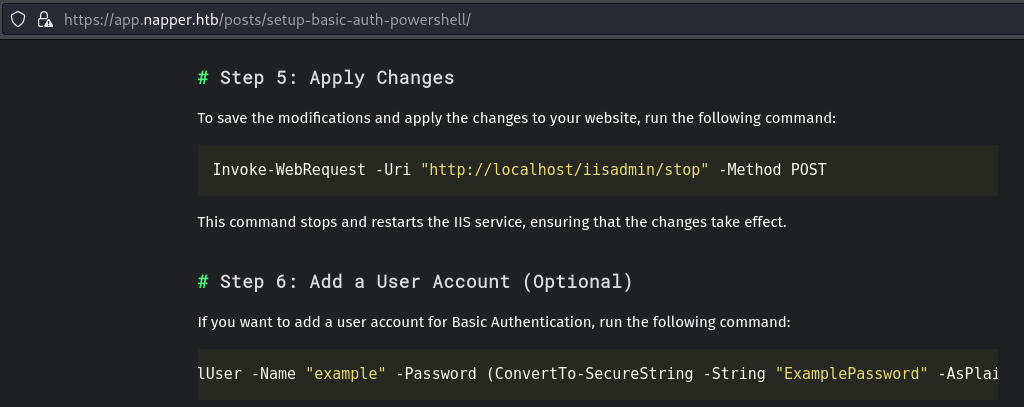 https://app.napper.htb/posts/setup-basic-auth-powershell/
# Step 5: Apply Changes
To save the modifications and apply the changes to your website, run the following command:
Invoke-WebRequest -Uri "http://localhost/iisadmin/stop" -Method POST
This command stops and restarts the IIS service, ensuring that the changes take effect.
# Step 6: Add a User Account (Optional)
If you want to add a user account for Basic Authentication, run the following command:
lUser -Name "example" -Password (ConvertTo-SecureString -String "ExamplePassword" -AsPlai